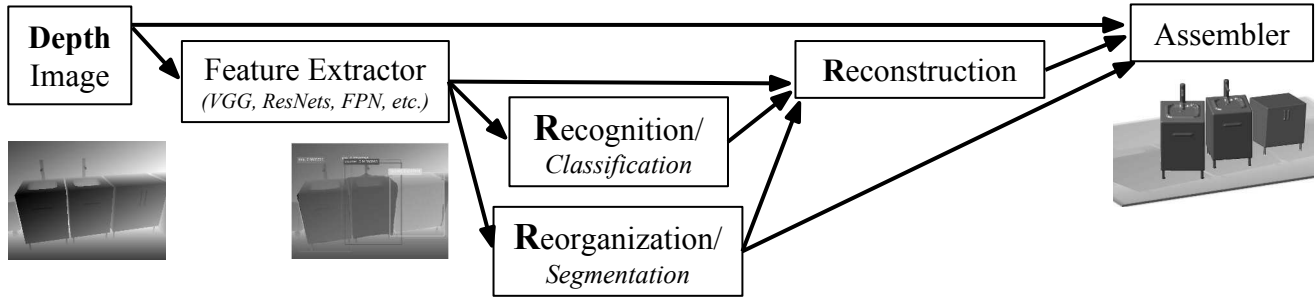 Depth
Image
Feature Extractor
(VGG, ResNets, FPN, etc.)
Recognition/
Classification
Reorganization/
Segmentation
Reconstruction
Assembler